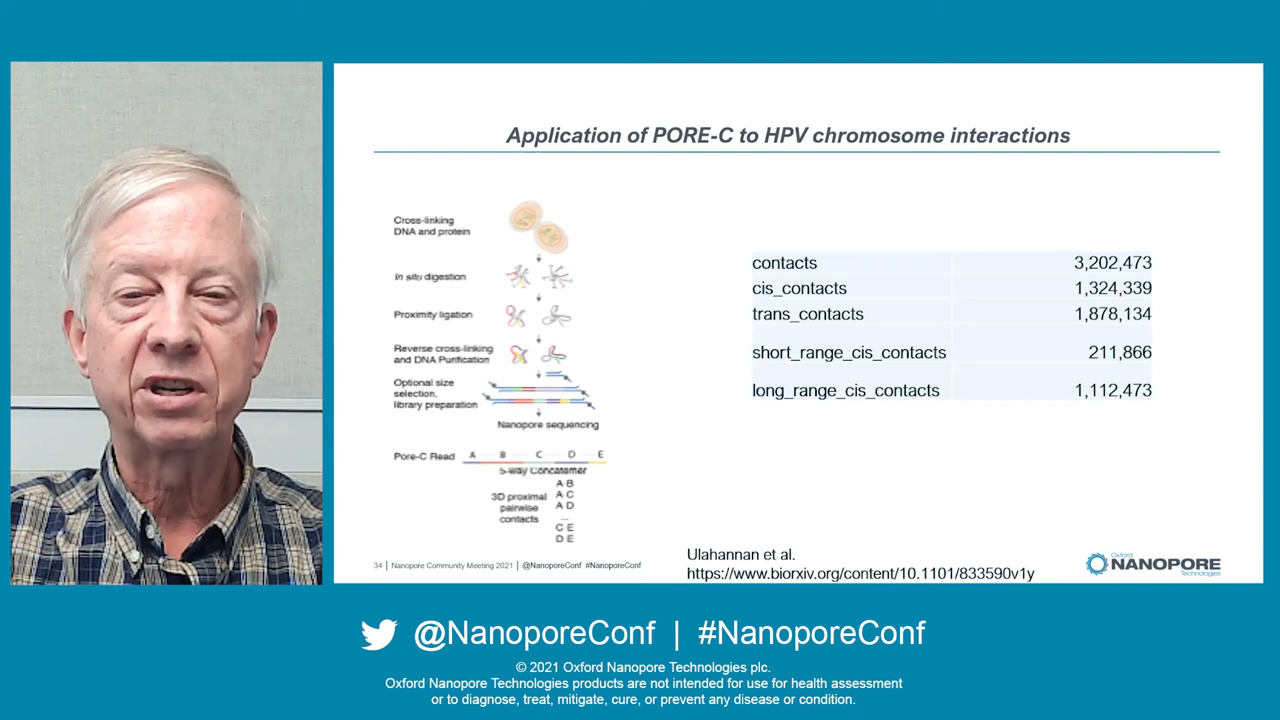 Application of PORE-C to HPV chromosome interactions
Cross-linking
DNA and protein
In situ digestion
Proximity ligation
Reverse cross-linking
and DNA Purification
Optional size
selection,
library preparation
Nanopore sequencing
Pore-C Read A B C D E
5-way Concatomer
3D proximal
pairwise
contacts
A B
A C
A D
...
C E
D E
contacts 3,202,473
cis_contacts 1,324,339
trans_contacts 1,878,134
short_range_cis_contacts 211,866
long_range_cis_contacts 1,112,473
Ulahannan et al.
https://www.biorxiv.org/content/10.1101/833590v1y
34 | Nanopore Community Meeting 2021 | @NanoporeConf #NanoporeConf
Oxford
NANOPORE
Technologies
@NanoporeConf | #NanoporeConf
© 2021 Oxford Nanopore Technologies plc.
Oxford Nanopore Technologies products are not intended for use for health assessment
or to diagnose, treat, mitigate, cure, or prevent any disease or condition.